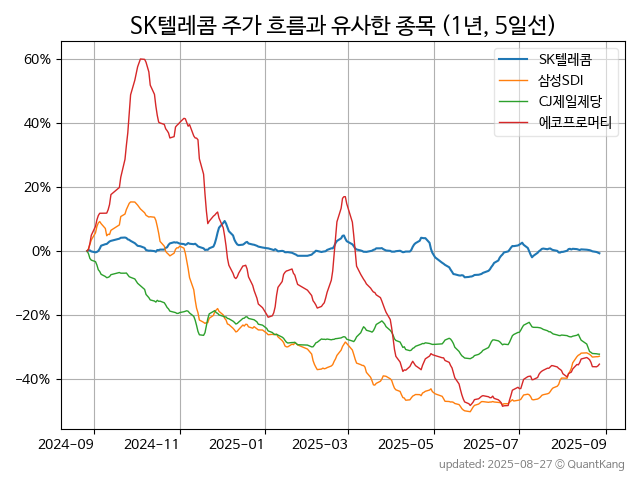 SK텔레콤 주가 흐름과 유사한 종목 (1년, 5일선)
SK텔레콤
삼성SDI
CJ제일제당
에코프로머티
60%
40%
20%
0%
−20%
−40%
2024-09
2024-11
2025-01
2025-03
2025-05
2025-07
2025-09
updated: 2025-08-27 © QuantKang